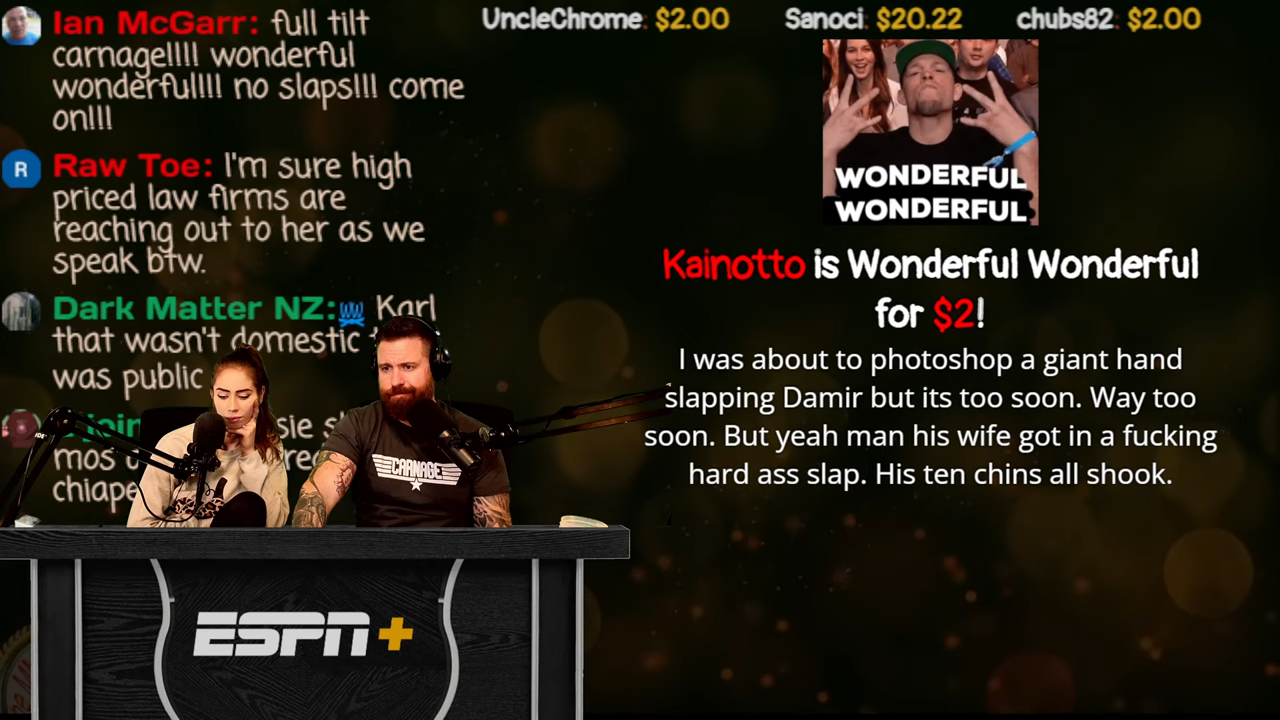 Ian McGarr: full tilt
carnage!!!! wonderful
wonderful!!! no slaps!!! come
on!!!
R
Raw Toe: I'm sure high
priced law firms are
reaching out to her as we
speak btw.
Dark Matter NZ: Karl
that wasn't domestic
was public
join
mos
chiape
UncleChrome: $2.00
Sanoci: $20.22
chubs82: $2.00
WONDERFUL
WONDERFUL
Kainotto is Wonderful Wonderful
for $2!
I was about to photoshop a giant hand
slapping Damir but its too soon. Way too
soon. But yeah man his wife got in a fucking
hard ass slap. His ten chins all shook.
CARNAGE
ESPN+